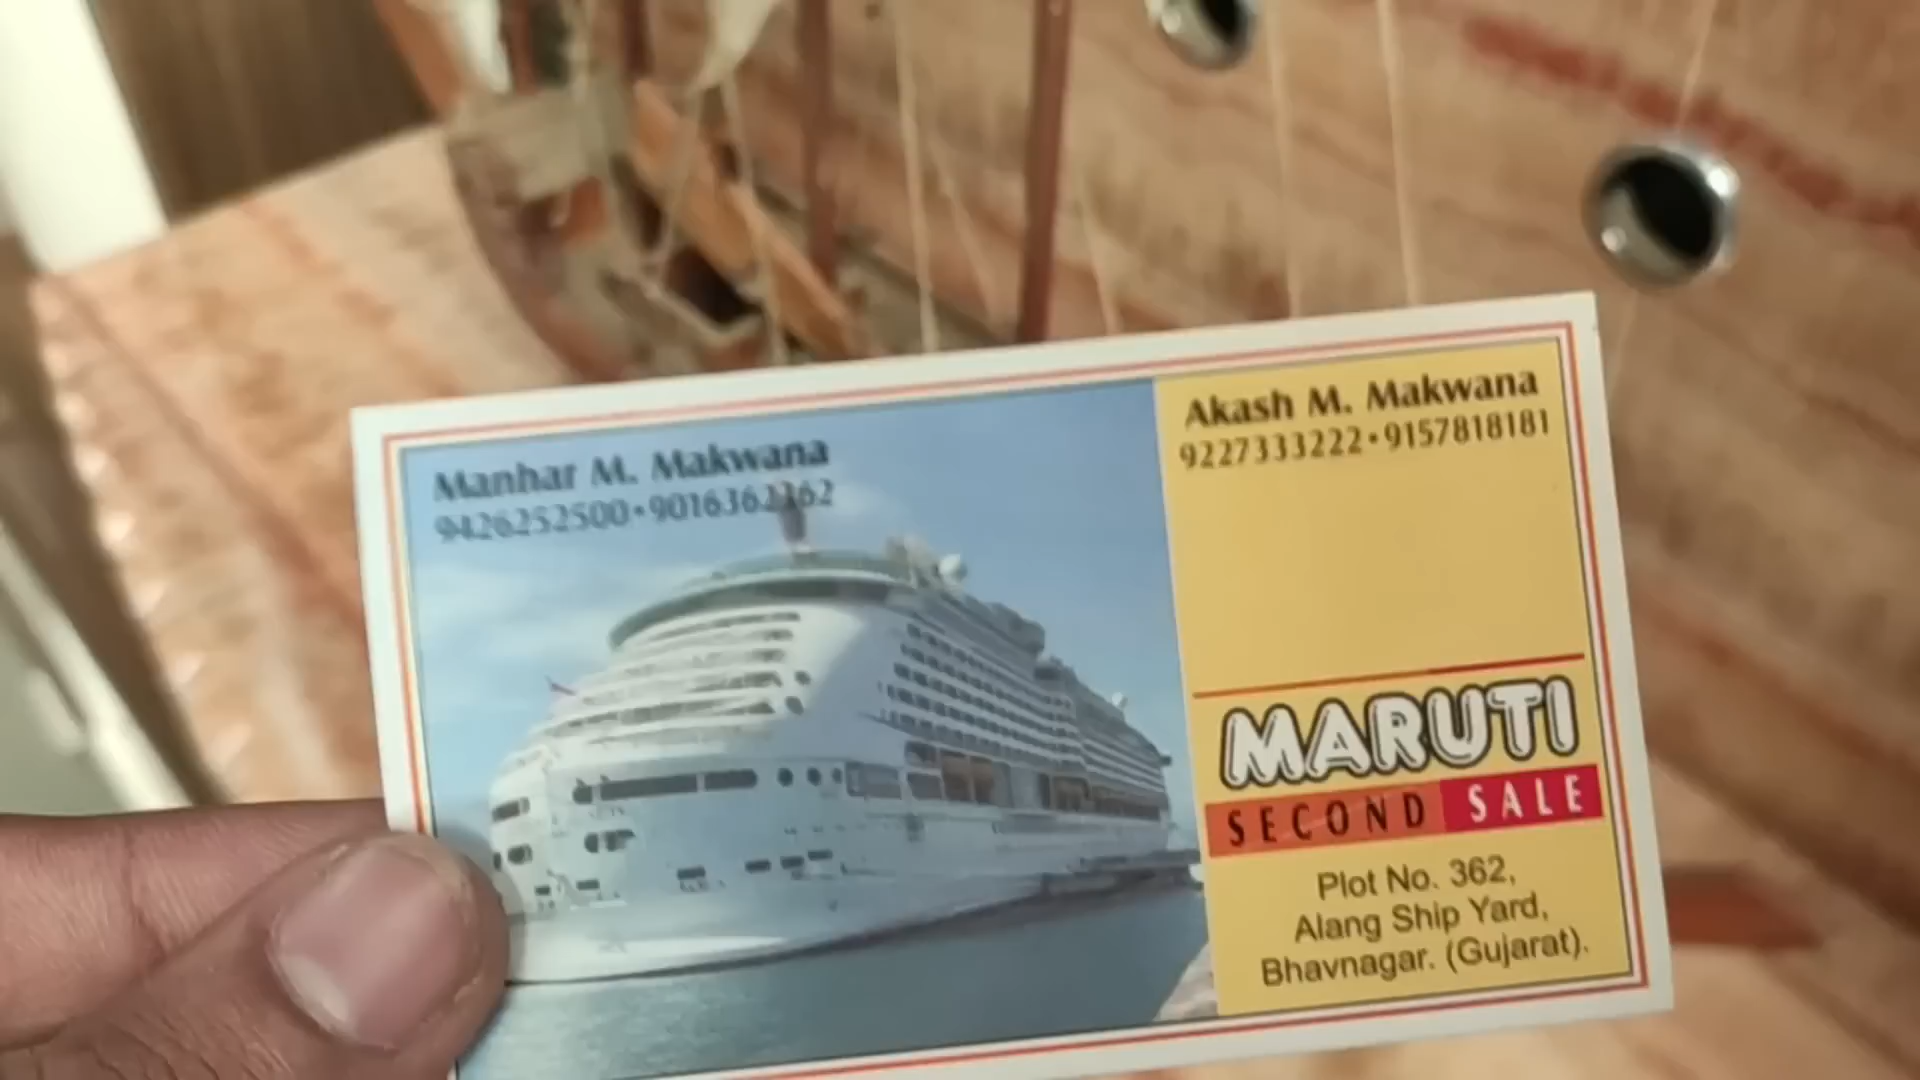 Manhar M. Makwana
9426252500•9016362362
Akash M. Makwana
9227333222•9157818181
MARUTI
SECOND SALE
Plot No. 362,
Alang Ship Yard,
Bhavnagar. (Gujarat).